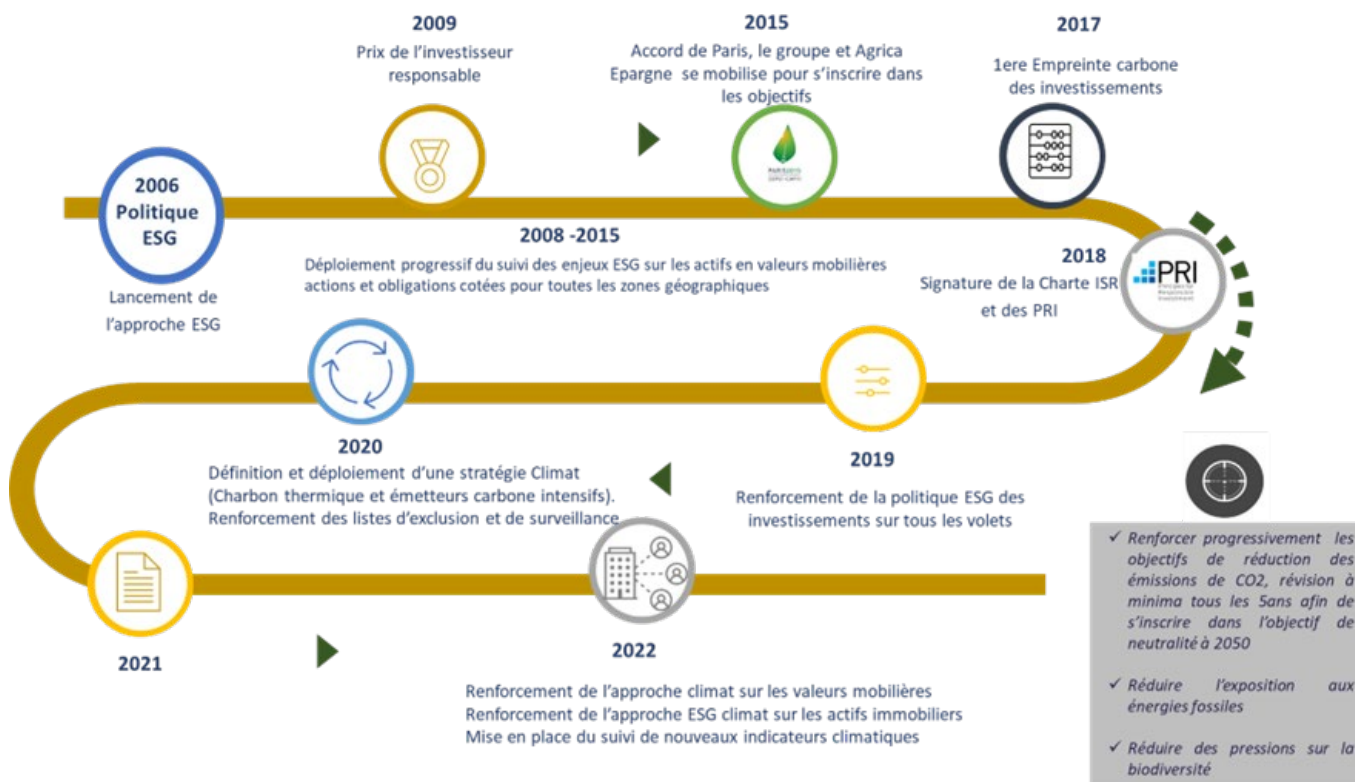 2009
Prix de l'investisseur
responsable
2015
Accord de Paris, le groupe et Agrica
Epargne se mobilise pour s'inscrire dans
les objectifs
2017
1ere Empreinte carbone
des investissements
2006
Politique
ESG
Lancement de
l'approche ESG
2008 -2015
Déploiement progressif du suivi des enjeux ESG sur les actifs en valeurs mobilières
actions et obligations cotées pour toutes les zones géographiques
2018
Signature de la Charte ISR
et des PRI
PRI
Principles for
Responsible
Investment
2020
Définition et déploiement d'une stratégie Climat
(Charbon thermique et émetteurs carbone intensifs).
Renforcement des listes d'exclusion et de surveillance
2019
Renforcement de la politique ESG des
investissements sur tous les volets
2021
2022
Renforcement de l'approche climat sur les valeurs mobilières
Renforcement de l'approche ESG climat sur les actifs immobiliers
Mise en place du suivi de nouveaux indicateurs climatiques
✓ Renforcer progressivement les
objectifs de réduction des
émissions de CO2, révision à
minima tous les 5ans afin de
s'inscrire dans l'objectif de
neutralité à 2050
✓ Réduire l'exposition aux
énergies fossiles
✓ Réduire des pressions sur la
biodiversité